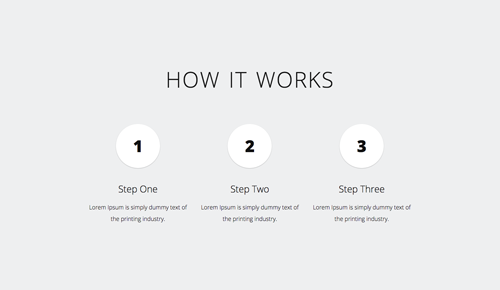 HOW IT WORKS
1
2
3
Step One
Step Two
Step Three
Lorem Ipsum is simply dummy text of
the printing industry.
Lorem Ipsum is simply dummy text of
the printing industry.
Lorem Ipsum is simply dummy text of
the printing industry.